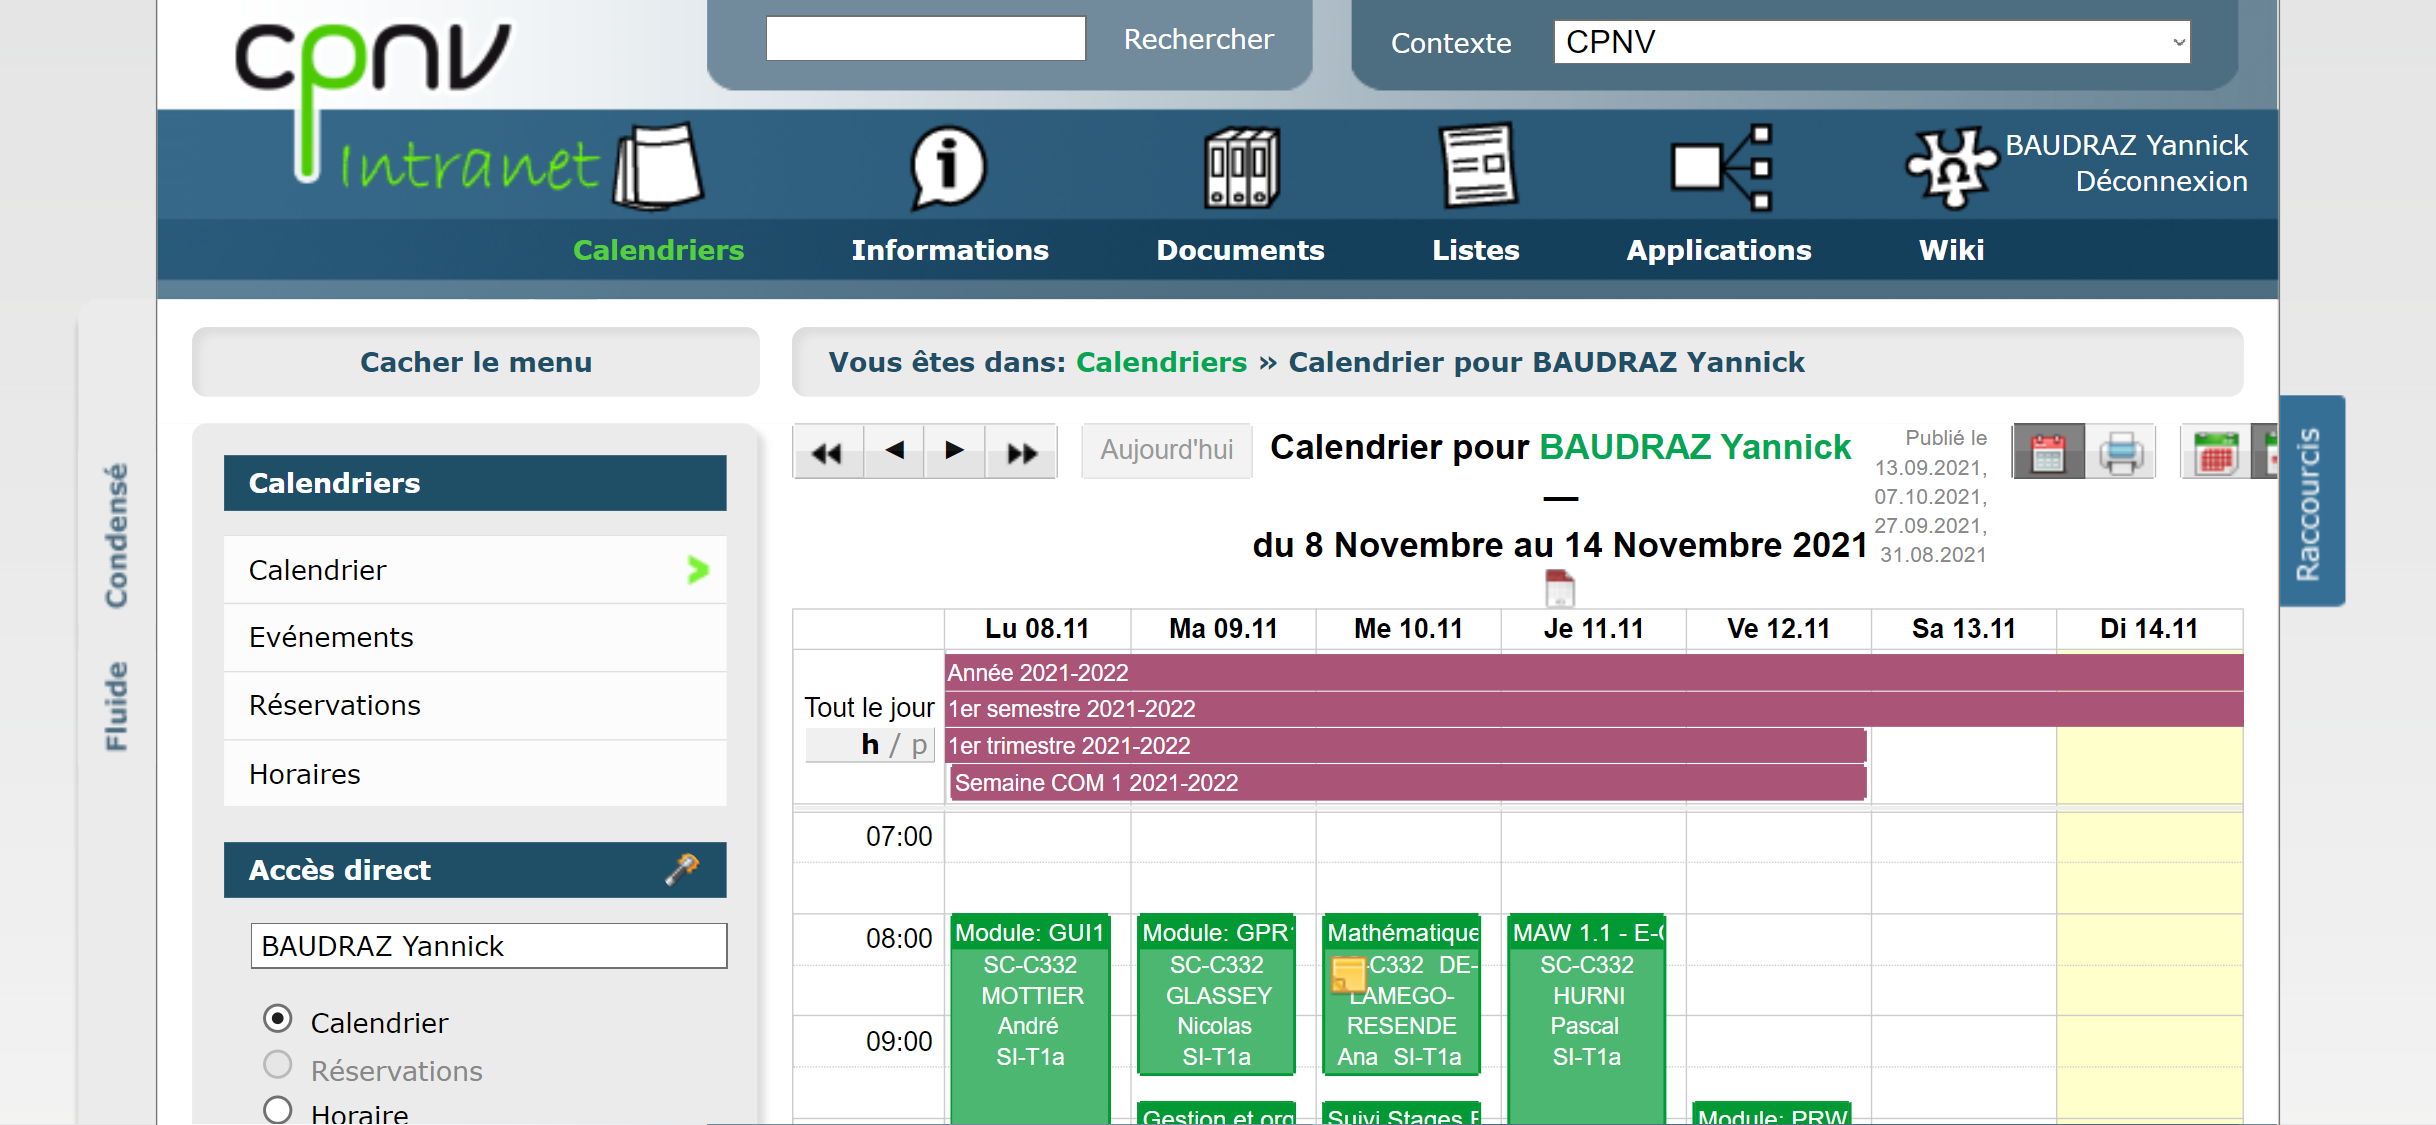 cpnv
Intranet
Rechercher
Contexte
CPNV
BAUDRAZ Yannick
Déconnexion
Calendriers
Informations
Documents
Listes
Applications
Wiki
Condensé
Fluide
Raccourcis
Cacher le menu
Vous êtes dans: Calendriers » Calendrier pour BAUDRAZ Yannick
Calendriers
Calendrier
Evénements
Réservations
Horaires
Accès direct
BAUDRAZ Yannick
Calendrier
Réservations
Horaire
Aujourd'hui
Calendrier pour BAUDRAZ Yannick
—
du 8 Novembre au 14 Novembre 2021
Publié le
13.09.2021,
07.10.2021,
27.09.2021,
31.08.2021
Lu 08.11
Ma 09.11
Me 10.11
Je 11.11
Ve 12.11
Sa 13.11
Di 14.11
Tout le jour
h / p
Année 2021-2022
1er semestre 2021-2022
1er trimestre 2021-2022
Semaine COM 1 2021-2022
07:00
08:00
09:00
Module: GUI1
SC-C332
MOTTIER
André
SI-T1a
Module: GPR
SC-C332
GLASSEY
Nicolas
SI-T1a
Gestion et org
Mathématique
C332 DE-
LAMEGO-
RESENDE
Ana SI-T1a
Suivi Stages
MAW 1.1 - E-
SC-C332
HURNI
Pascal
SI-T1a
Module: PRW